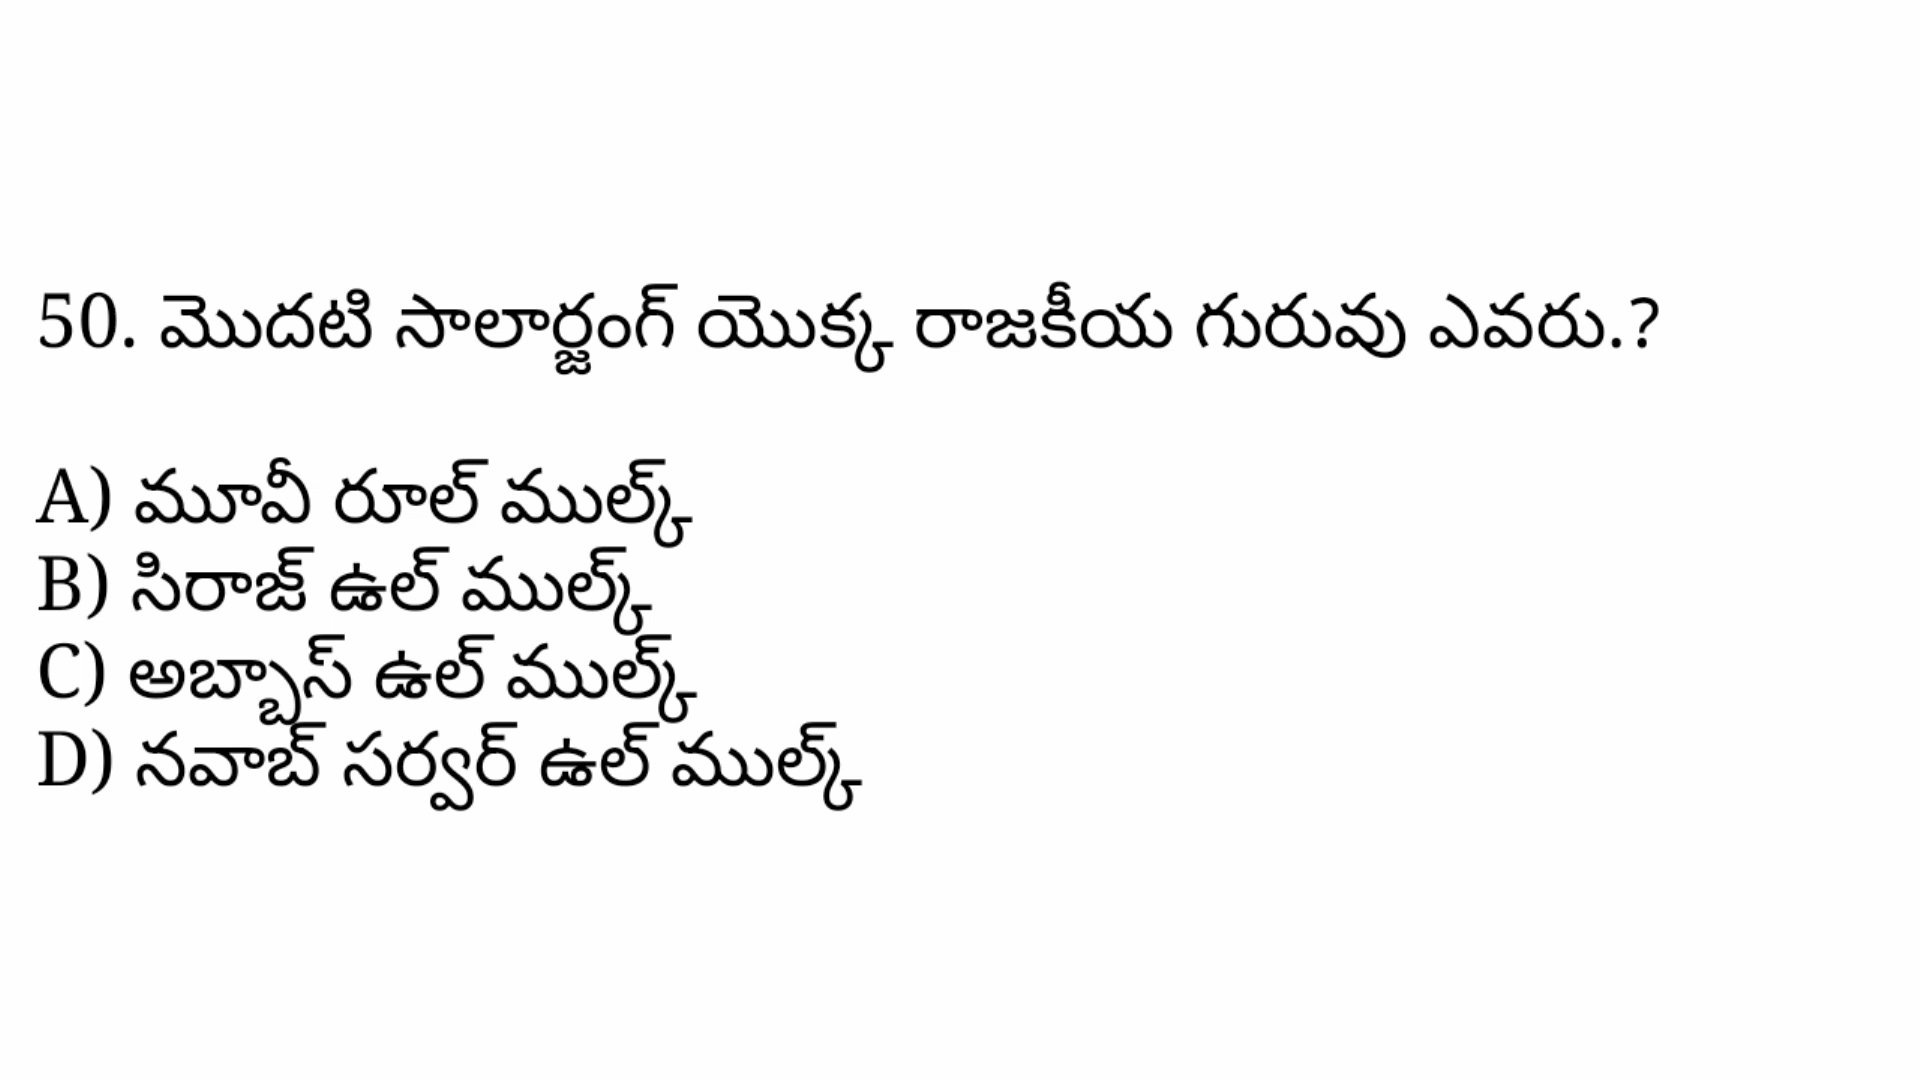 50. మొదటి సాలార్జంగ్ యొక్క రాజకీయ గురువు ఎవరు.?
A) మూవీ రూల్ ముల్క్
B) సిరాజ్ ఉల్ ముల్క్
C) అబ్బాస్ ఉల్ ముల్క్
D) నవాబ్ సర్వర్ ఉల్ ముల్క్